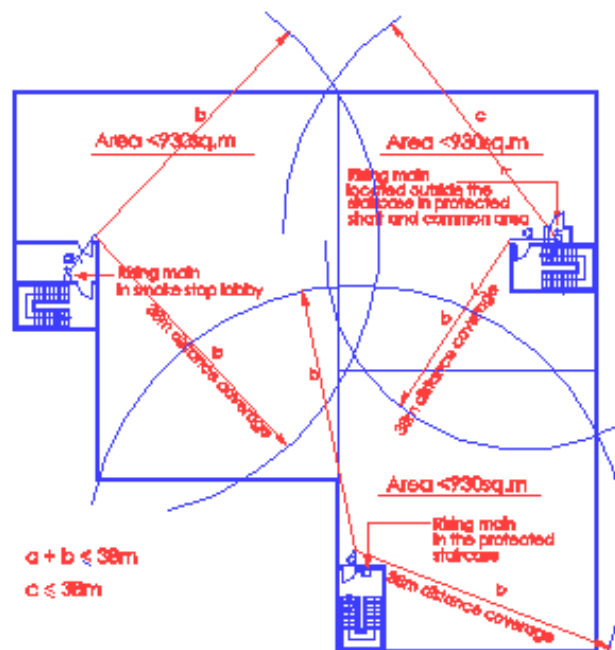 b
c
Area <930sq.m
Area <930sq.m
Rising main
located outside the
staircase in protected
shaft and common area
a
a
Rising main
in smoke stop lobby
38m distance coverage
b
b
38m distance coverage
b
Area <930sq.m
Rising main
in the protected
staircase
a
b
38m distance coverage
a + b ⩽ 38m
c ⩽ 38m